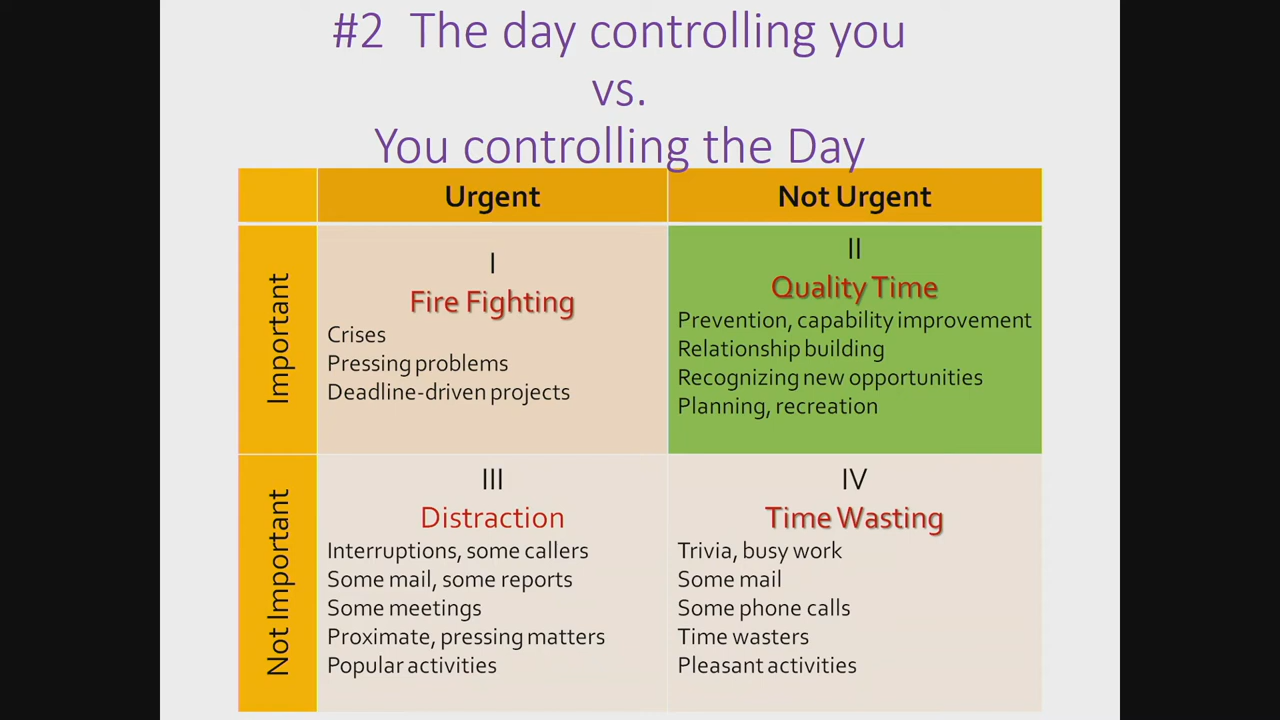 #2 The day controlling you
vs.
You controlling the Day
Urgent
Not Urgent
Important
I
Fire Fighting
Crises
Pressing problems
Deadline-driven projects
II
Quality Time
Prevention, capability improvement
Relationship building
Recognizing new opportunities
Planning, recreation
Not Important
III
Distraction
Interruptions, some callers
Some mail, some reports
Some meetings
Proximate, pressing matters
Popular activities
IV
Time Wasting
Trivia, busy work
Some mail
Some phone calls
Time wasters
Pleasant activities